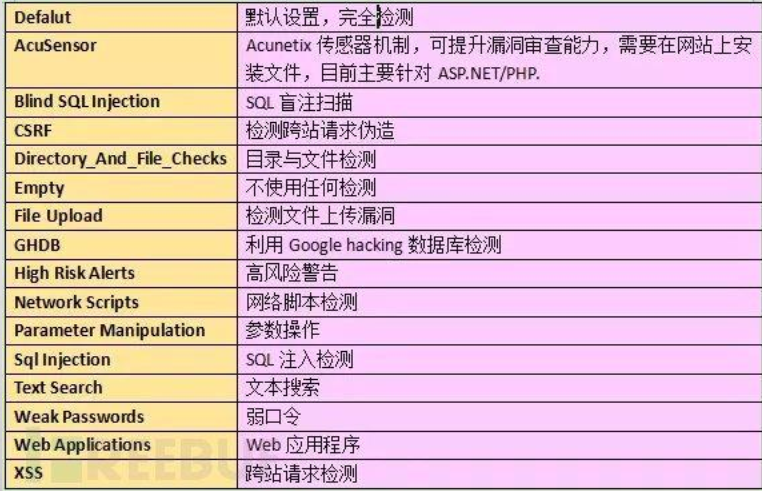 Defalut 默认设置，完全检测
AcuSensor Acunetix 传感器机制，可提升漏洞审查能力，需要在网站上安
装文件，目前主要针对 ASP.NET/PHP.
Blind SQL Injection SQL 盲注扫描
CSRF 检测跨站请求伪造
Directory_And_File_Checks 目录与文件检测
Empty 不使用任何检测
File Upload 检测文件上传漏洞
GHDB 利用 Google hacking 数据库检测
High Risk Alerts 高风险警告
Network Scripts 网络脚本检测
Parameter Manipulation 参数操作
Sql Injection SQL 注入检测
Text Search 文本搜索
Weak Passwords 弱口令
Web Applications Web 应用程序
XSS 跨站请求检测